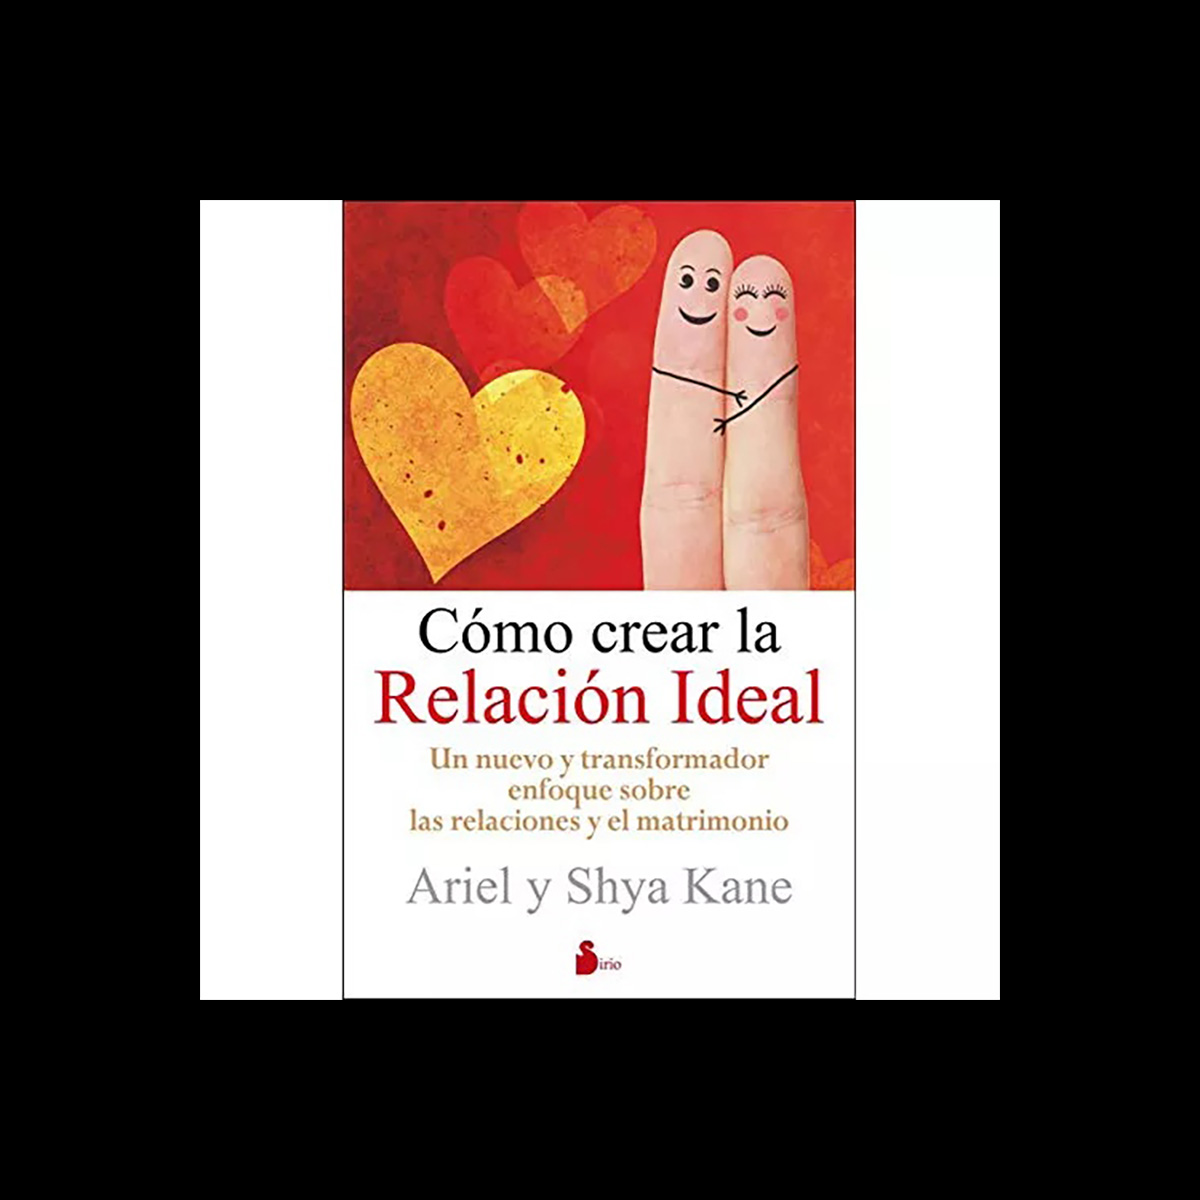 Cómo crear la
Relación Ideal
Un nuevo y transformador
enfoque sobre
las relaciones y el matrimonio
Ariel y Shya Kane
Sirio